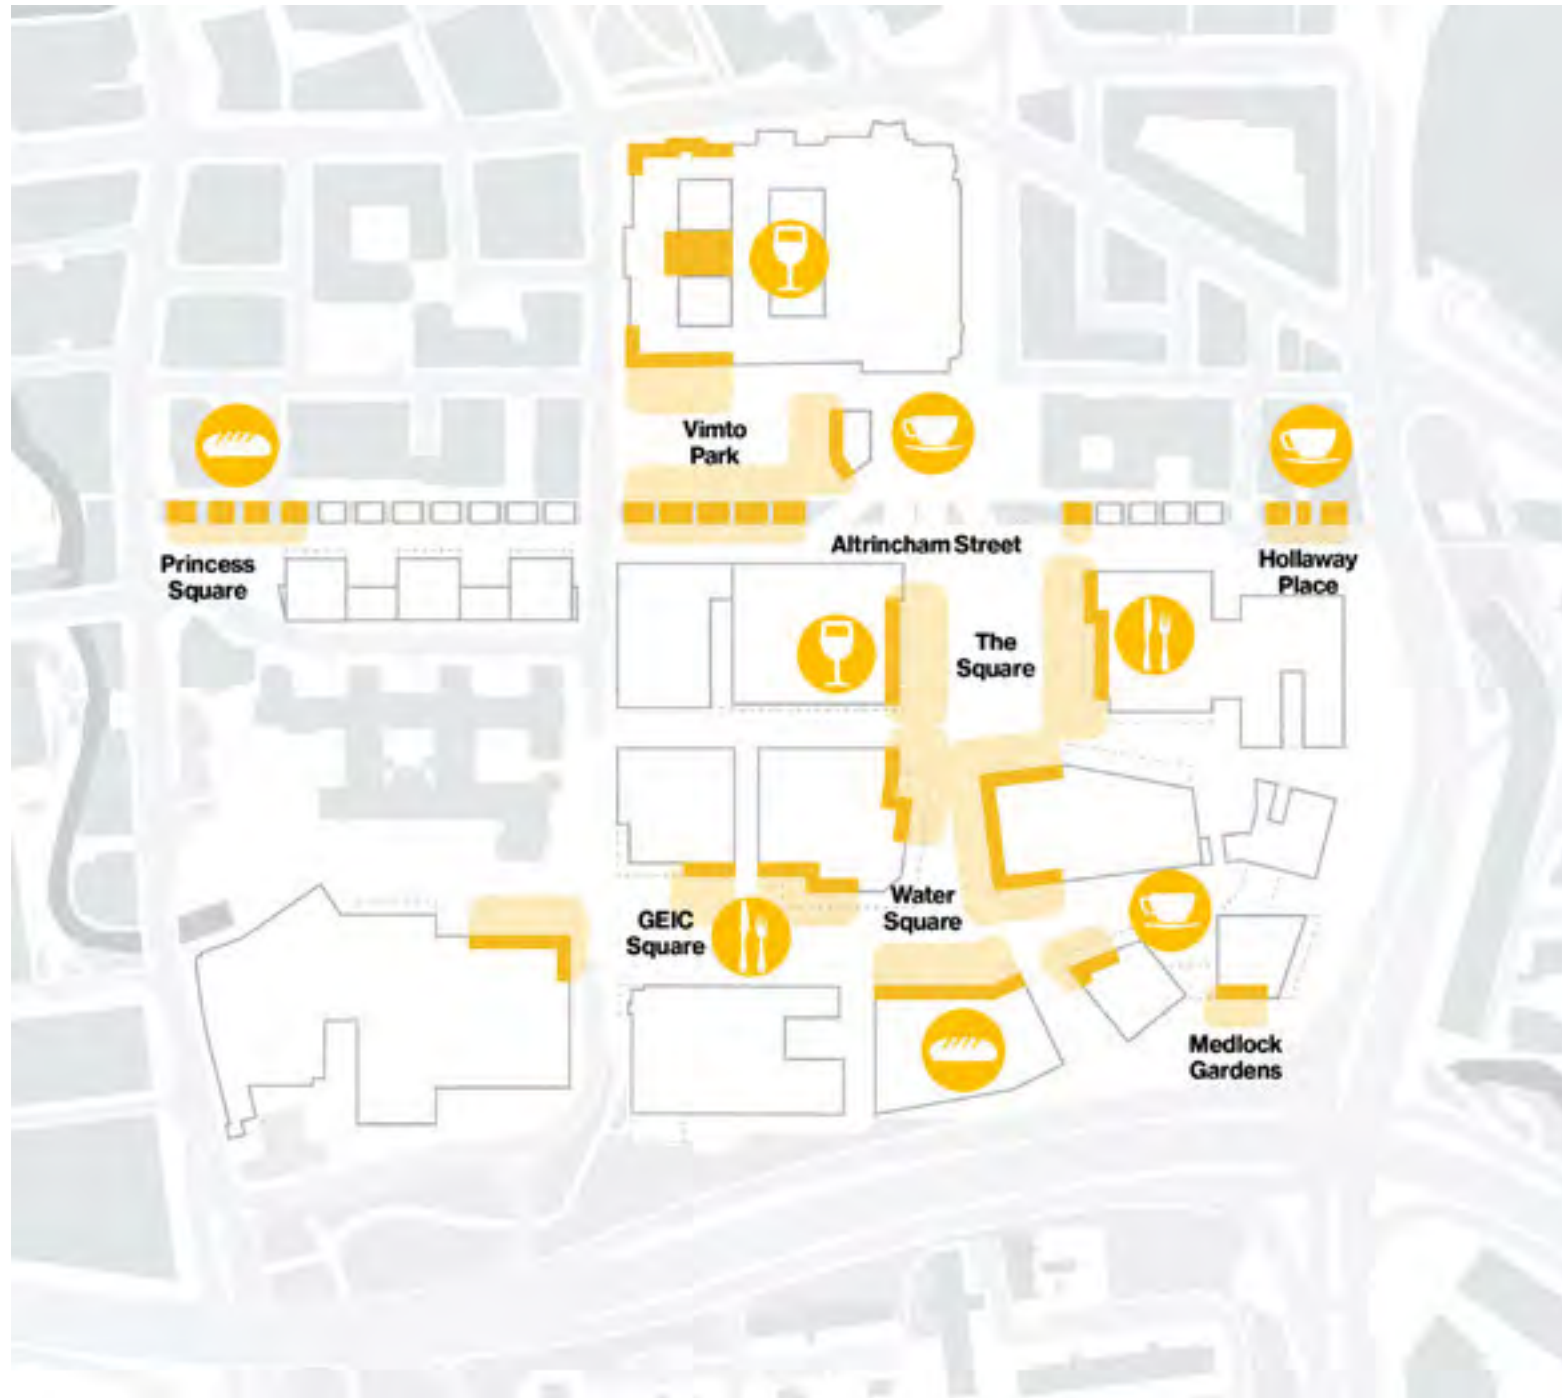 Vimto
Park
Altrincham Street
Princess
Square
Hollaway
Place
The
Square
Water
Square
GEIC
Square
Medlock
Gardens